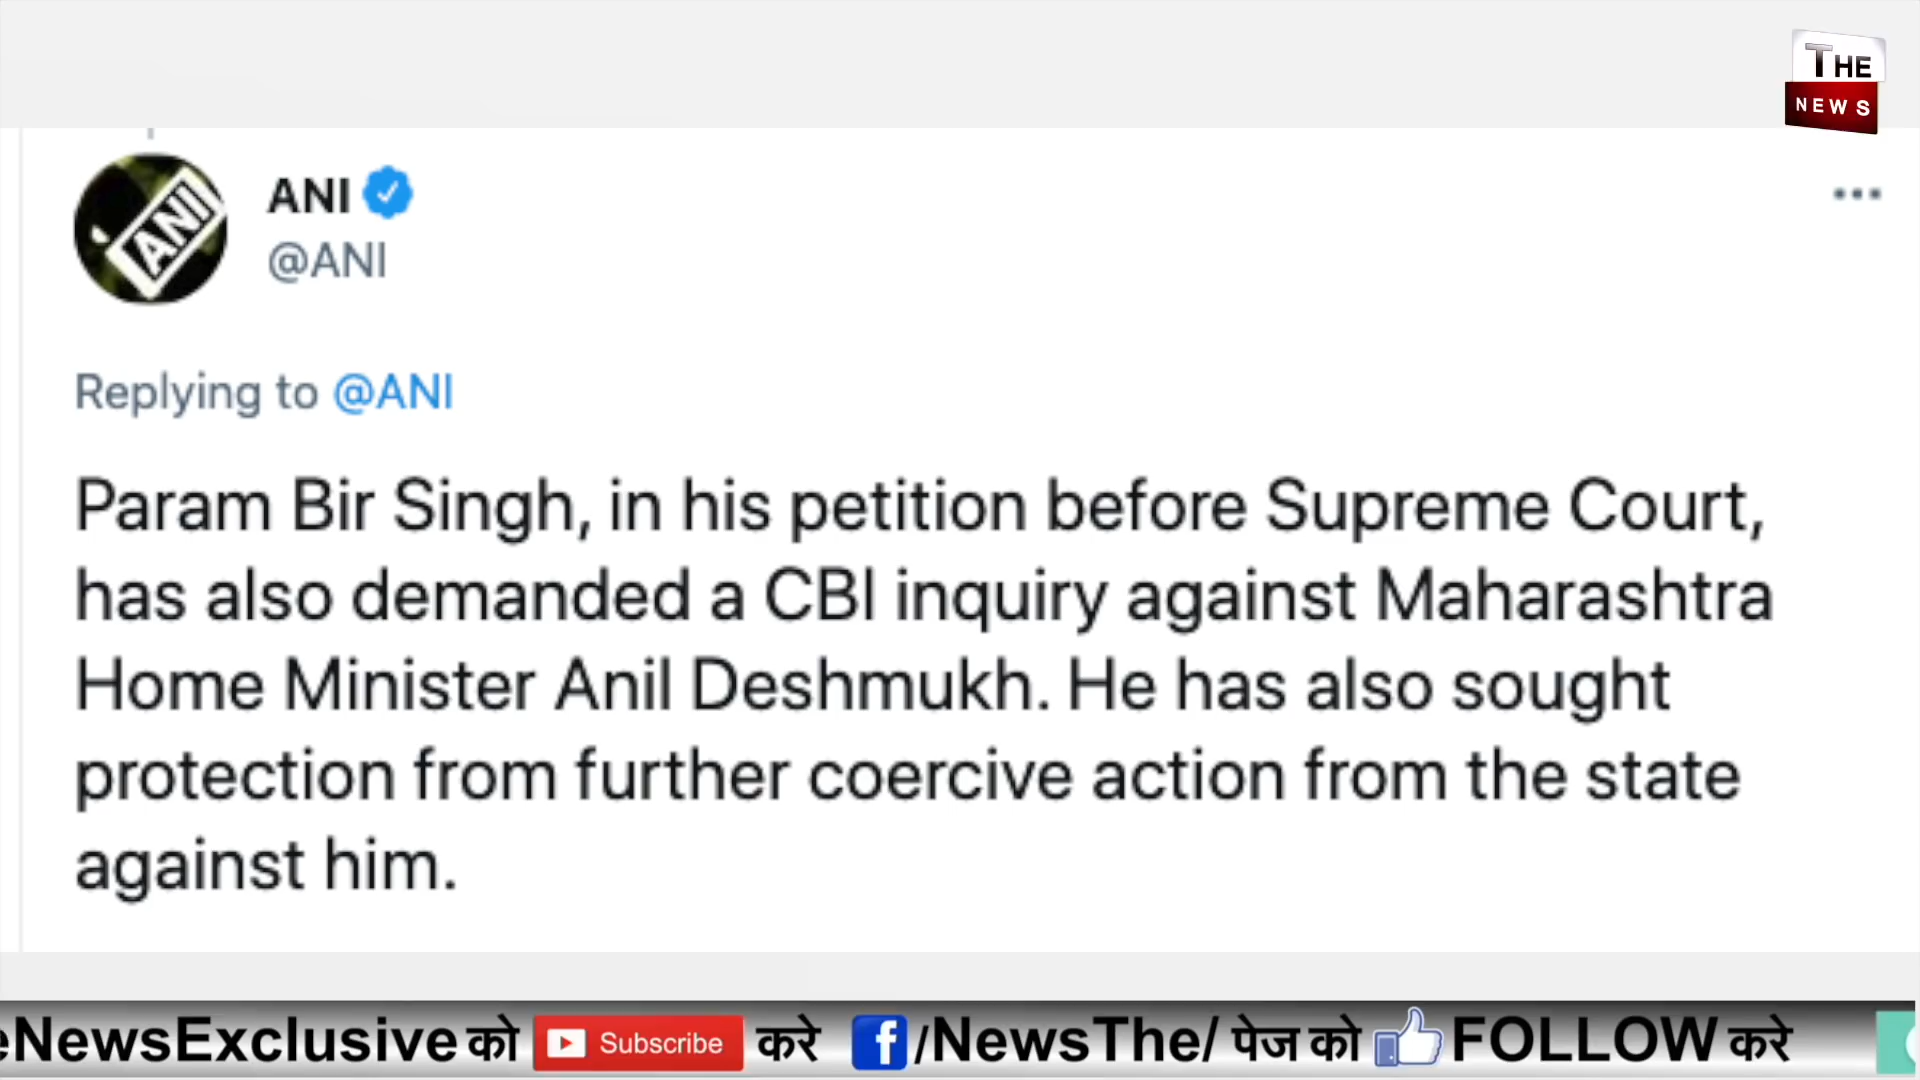 THE
NEWS
ANI
ANI
@ANI
Replying to @ANI
Param Bir Singh, in his petition before Supreme Court,
has also demanded a CBI inquiry against Maharashtra
Home Minister Anil Deshmukh. He has also sought
protection from further coercive action from the state
against him.
eNewsExclusive को Subscribe करे f/NewsThe/ पेज को FOLLOW करे